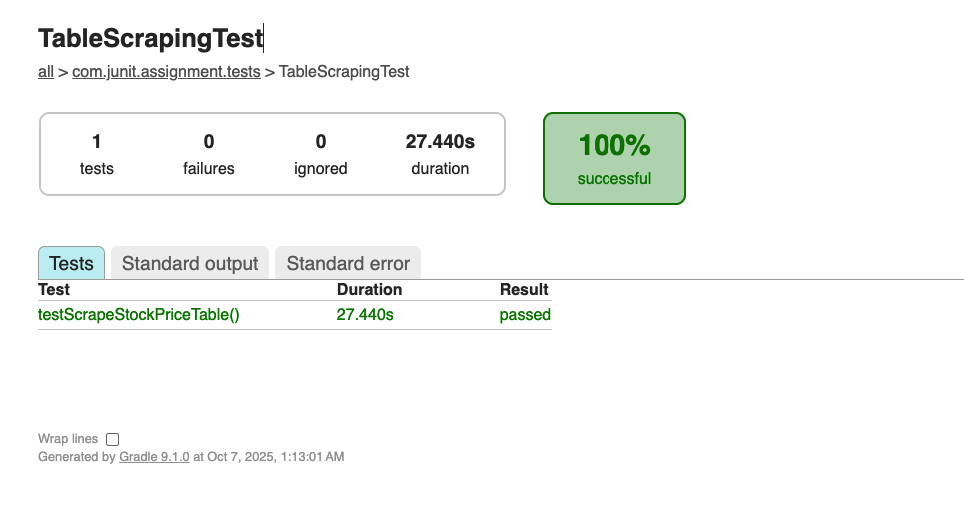 TableScrapingTest
all > com.junit.assignment.tests > TableScrapingTest
1 0 0 27.440s
tests failures ignored duration
100%
successful
Tests Standard output Standard error
Test Duration Result
testScrapeStockPriceTable() 27.440s passed
Wrap lines
Generated by Gradle 9.1.0 at Oct 7, 2025, 1:13:01 AM